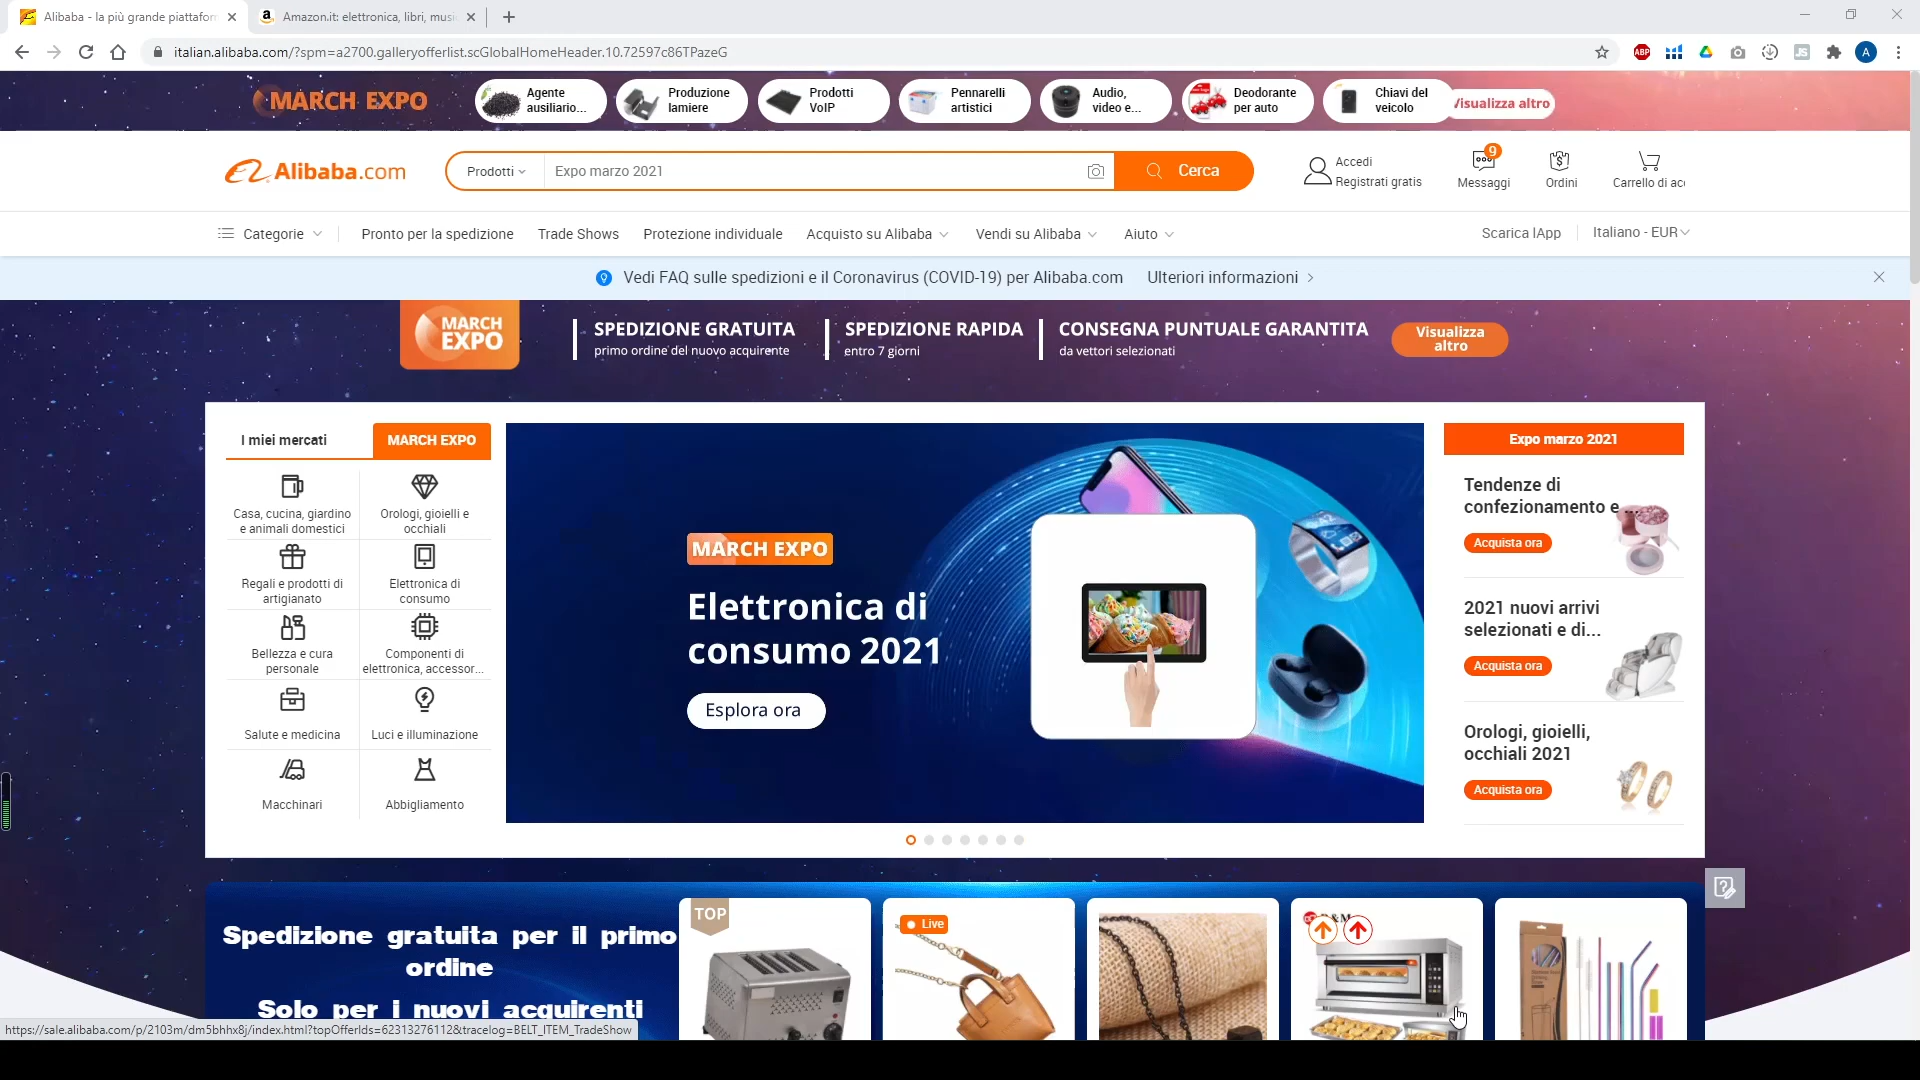 Alibaba - la più grande piattaforn
Amazon.it: elettronica, libri, musi
italian.alibaba.com/?spm=a2700.galleryofferlist.scGlobalHomeHeader.10.72597c86TPazeG
ABP
JS
A
MARCH EXPO
Agente
ausiliario...
Produzione
lamiere
Prodotti
VoIP
Pennarelli
artistici
Audio,
video e...
Deodorante
per auto
Chiavi del
veicolo
Visualizza altro
Alibaba.com
Prodotti
Expo marzo 2021
Cerca
Accedi
Registrati gratis
9
Messaggi
Ordini
Carrello di acc
Categorie
Pronto per la spedizione
Trade Shows
Protezione individuale
Acquisto su Alibaba
Vendi su Alibaba
Aiuto
Scarica lApp
Italiano - EUR
Vedi FAQ sulle spedizioni e il Coronavirus (COVID-19) per Alibaba.com
Ulteriori informazioni
MARCH
EXPO
SPEDIZIONE GRATUITA
primo ordine del nuovo acquirente
SPEDIZIONE RAPIDA
entro 7 giorni
CONSEGNA PUNTUALE GARANTITA
da vettori selezionati
Visualizza
altro
I miei mercati
MARCH EXPO
Casa, cucina, giardino
e animali domestici
Orologi, gioielli e
occhiali
Regali e prodotti di
artigianato
Elettronica di
consumo
Bellezza e cura
personale
Componenti di
elettronica, accessor...
Salute e medicina
Luci e illuminazione
Macchinari
Abbigliamento
MARCH EXPO
Elettronica di
consumo 2021
Esplora ora
Expo marzo 2021
Tendenze di
confezionamento e...
Acquista ora
2021 nuovi arrivi
selezionati e di...
Acquista ora
Orologi, gioielli,
occhiali 2021
Acquista ora
Spedizione gratuita per il primo
ordine
Solo per i nuovi acquirenti
TOP
Live
https://sale.alibaba.com/p/2103m/dm5bhhx8j/index.html?topOfferIds=62313276112&tracelog=BELT_ITEM_TradeShow